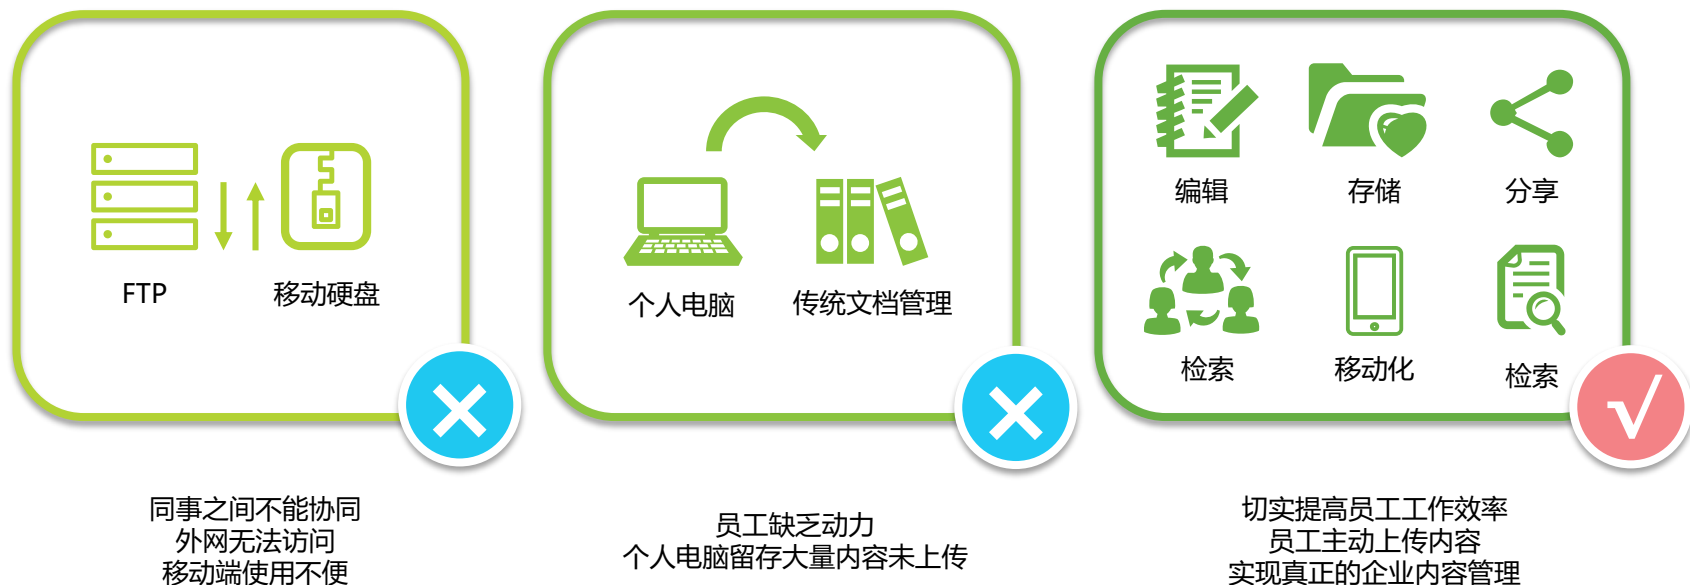 FTP
移动硬盘
同事之间不能协同
外网无法访问
移动端使用不便
个人电脑
传统文档管理
员工缺乏动力
个人电脑留存大量内容未上传
编辑
存储
分享
检索
移动化
检索
√
切实提高员工工作效率
员工主动上传内容
实现真正的企业内容管理